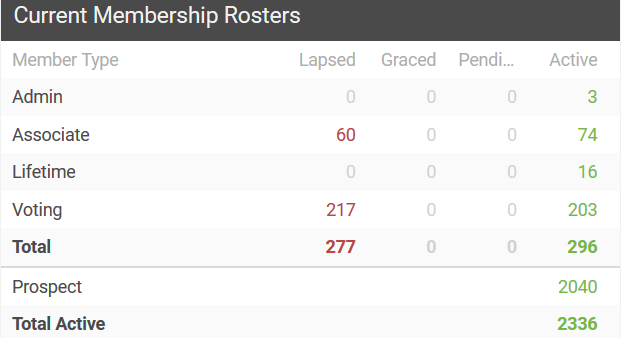 Current Membership Rosters
Member Type Lapsed Graced Pendi... Active
Admin 0 0 0 3
Associate 60 0 0 74
Lifetime 0 0 0 16
Voting 217 0 0 203
Total 277 0 0 296
Prospect 2040
Total Active 2336